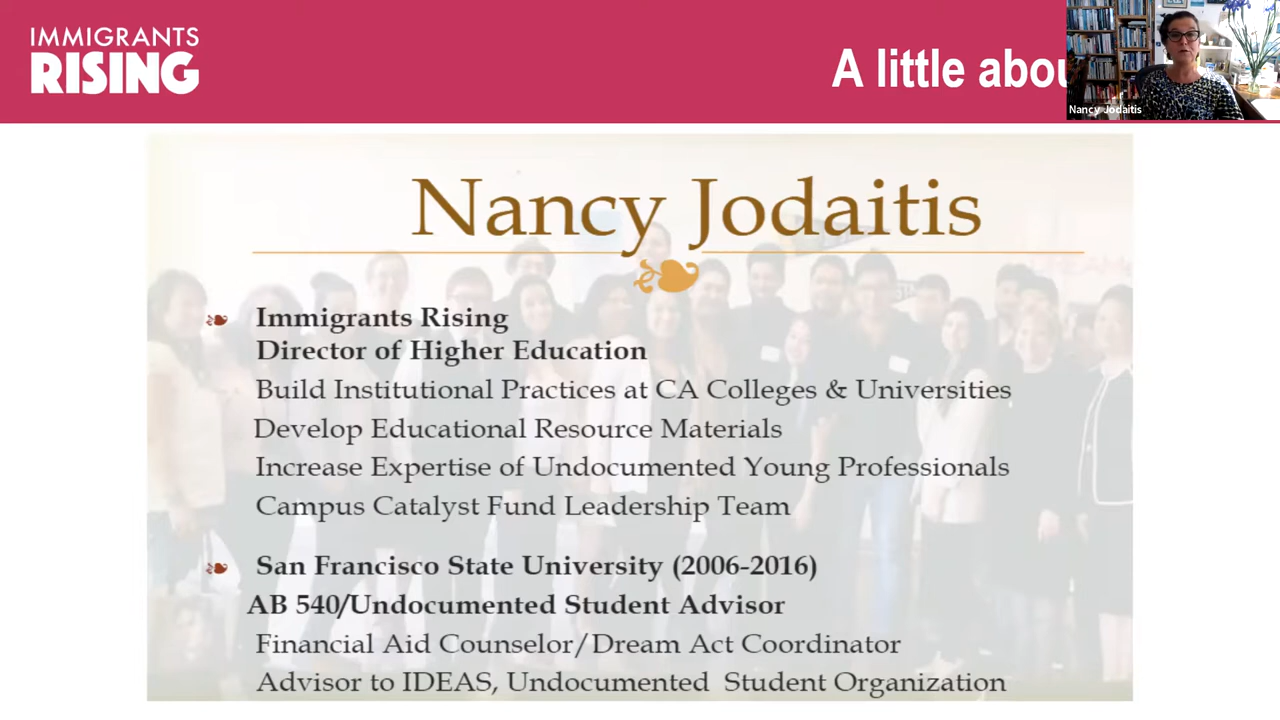 IMMIGRANTS
RISING
A little abou
Nancy Jodaitis
Nancy Jodaitis
Immigrants Rising
Director of Higher Education
Build Institutional Practices at CA Colleges & Universities
Develop Educational Resource Materials
Increase Expertise of Undocumented Young Professionals
Campus Catalyst Fund Leadership Team
San Francisco State University (2006-2016)
AB 540/Undocumented Student Advisor
Financial Aid Counselor/Dream Act Coordinator
Advisor to IDEAS, Undocumented Student Organization